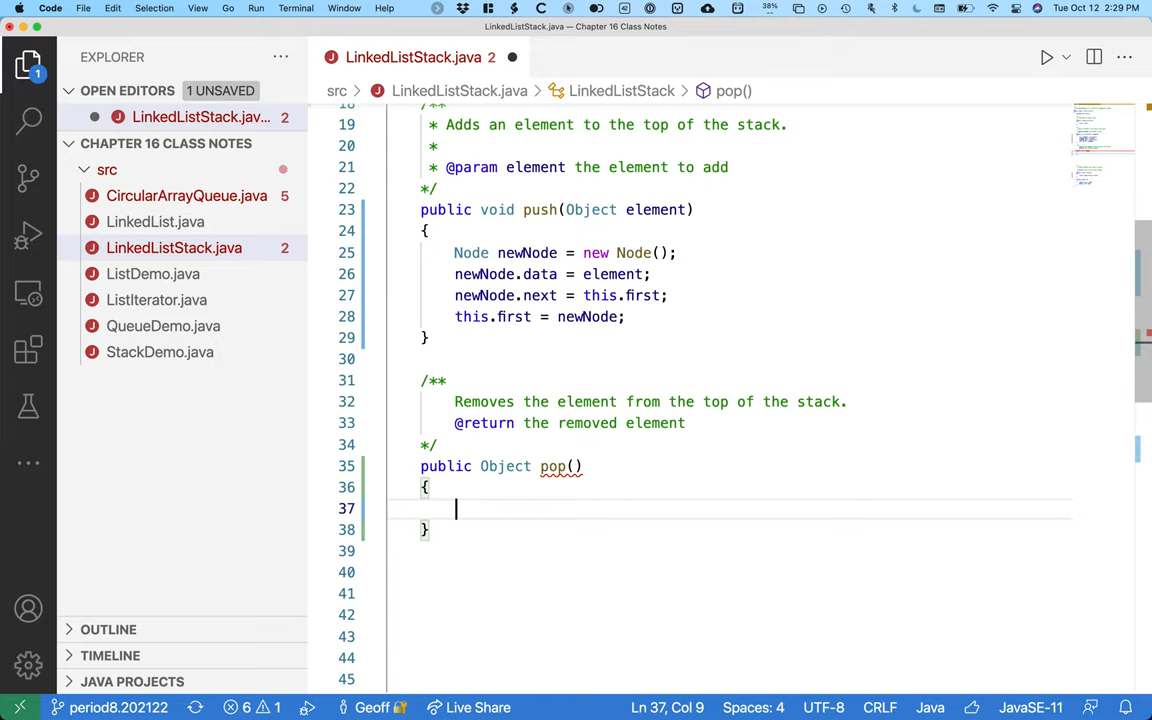 Code File Edit Selection View Go Run Terminal Window Help 38% Tue Oct 12 2:29 PM
LinkedListStack.java — Chapter 16 Class Notes
EXPLORER
LinkedListStack.java 2
OPEN EDITORS 1 UNSAVED
src > LinkedListStack.java > LinkedListStack > pop()
LinkedListStack.jav... 2
CHAPTER 16 CLASS NOTES
src
CircularArrayQueue.java 5
LinkedList.java
LinkedListStack.java 2
ListDemo.java
ListIterator.java
QueueDemo.java
StackDemo.java
OUTLINE
TIMELINE
JAVA PROJECTS
1
18 /**
19 * Adds an element to the top of the stack.
20 *
21 * @param element the element to add
22 */
23 public void push(Object element)
24 {
25 Node newNode = new Node();
26 newNode.data = element;
27 newNode.next = this.first;
28 this.first = newNode;
29 }
30
31 /**
32 Removes the element from the top of the stack.
33 @return the removed element
34 */
35 public Object pop()
36 {
37
38 }
39
40
41
42
43
44
45
period8.202122 6 1 Geoff Live Share Ln 37, Col 9 Spaces: 4 UTF-8 CRLF Java JavaSE-11